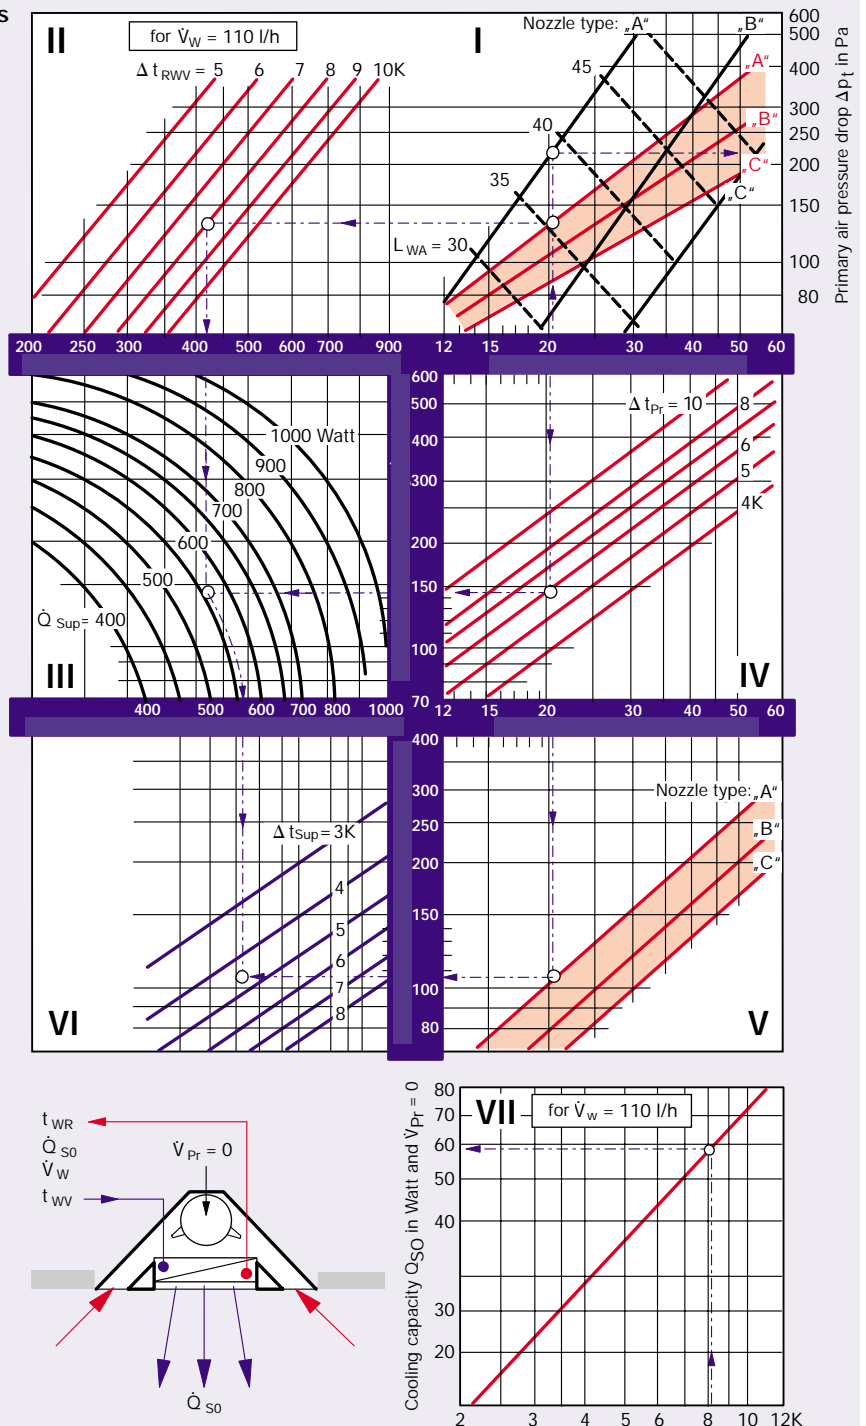 s
II
for V̇W = 110 l/h
Δ tRWV = 5 6 7 8 9 10K
I
Nozzle type: „A“ „B“
„A“
„B“
„C“
„C“
45
40
35
LWA = 30
600
500
400
300
250
200
150
100
80
Primary air pressure drop Δpt in Pa
200 250 300 400 500 600 700 900
12 15 20 30 40 50 60
1000 Watt
900
800
700
600
500
Q̇ Sup= 400
III
600
500
400
300
200
150
100
70
Δ tPr = 10 8
6
5
4K
IV
400 500 600 700 800 1000
12 15 20 30 40 50 60
Δ tSup = 3K
4
5
6
7
8
VI
400
300
250
200
150
100
80
Nozzle type: „A“
„B“
„C“
V
t WR
Q̇ S0
V̇ W
t WV
V̇ Pr = 0
Q̇ S0
Cooling capacity QSO in Watt and V̇Pr = 0
VII
for V̇w = 110 l/h
80
70
60
50
40
30
20
2 3 4 5 6 8 10 12K